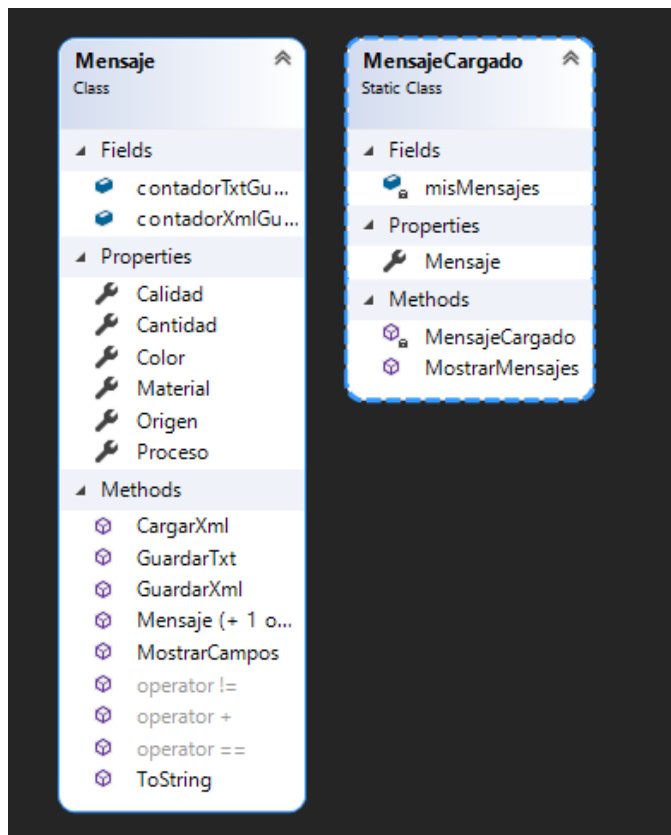 Mensaje
Class
Fields
contadorTxtGu...
contadorXmlGu...
Properties
Calidad
Cantidad
Color
Material
Origen
Proceso
Methods
CargarXml
GuardarTxt
GuardarXml
Mensaje (+ 1 o...
MostrarCampos
operator !=
operator +
operator ==
ToString
MensajeCargado
Static Class
Fields
misMensajes
Properties
Mensaje
Methods
MensajeCargado
MostrarMensajes